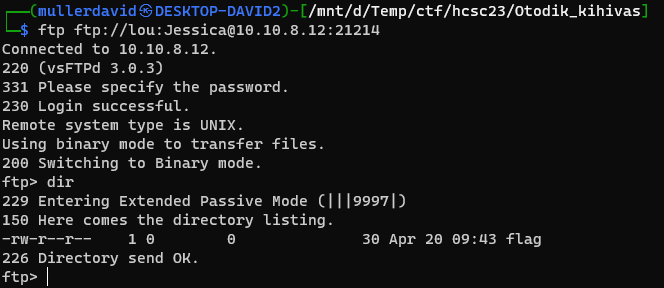 ┌──(mullerdavid㉿DESKTOP-DAVID2)-[/mnt/d/Temp/ctf/hcsc23/Otodik_kihivas]
└─$ ftp ftp://lou:Jessica@10.10.8.12:21214
Connected to 10.10.8.12.
220 (vsFTPd 3.0.3)
331 Please specify the password.
230 Login successful.
Remote system type is UNIX.
Using binary mode to transfer files.
200 Switching to Binary mode.
ftp> dir
229 Entering Extended Passive Mode (|||9997|)
150 Here comes the directory listing.
-rw-r--r--    1 0        0              30 Apr 20 09:43 flag
226 Directory send OK.
ftp>